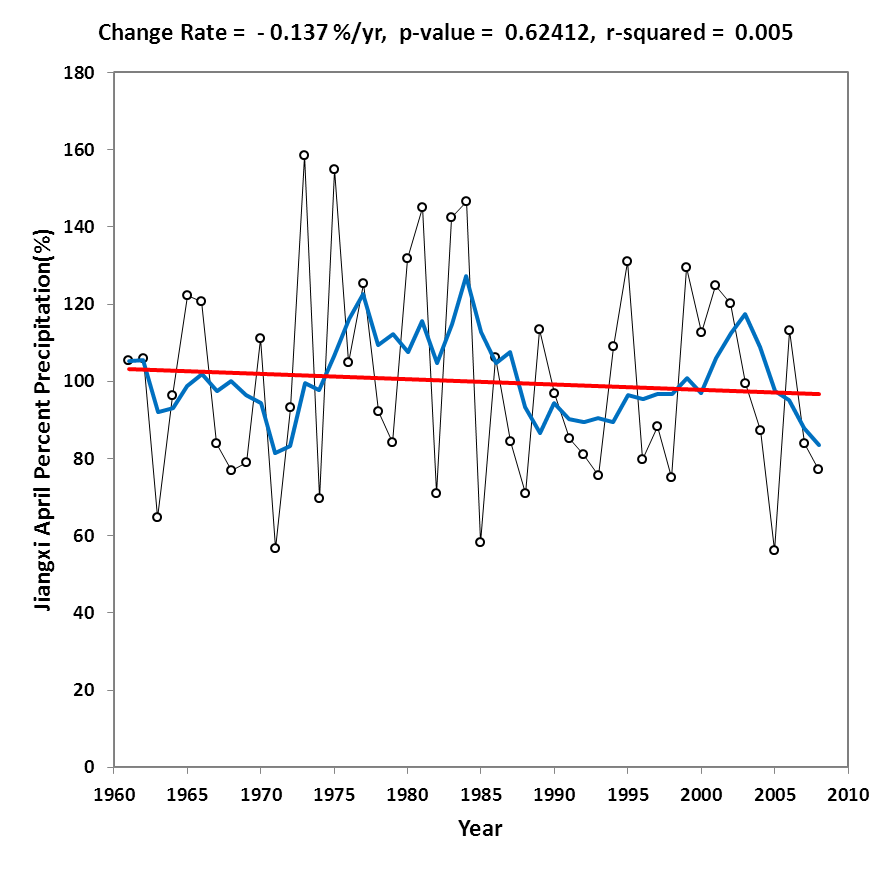 Change Rate = - 0.137 %/yr, p-value = 0.62412, r-squared = 0.005
Jiangxi April Percent Precipitation(%)
180
160
140
120
100
80
60
40
20
0
1960 1965 1970 1975 1980 1985 1990 1995 2000 2005 2010
Year